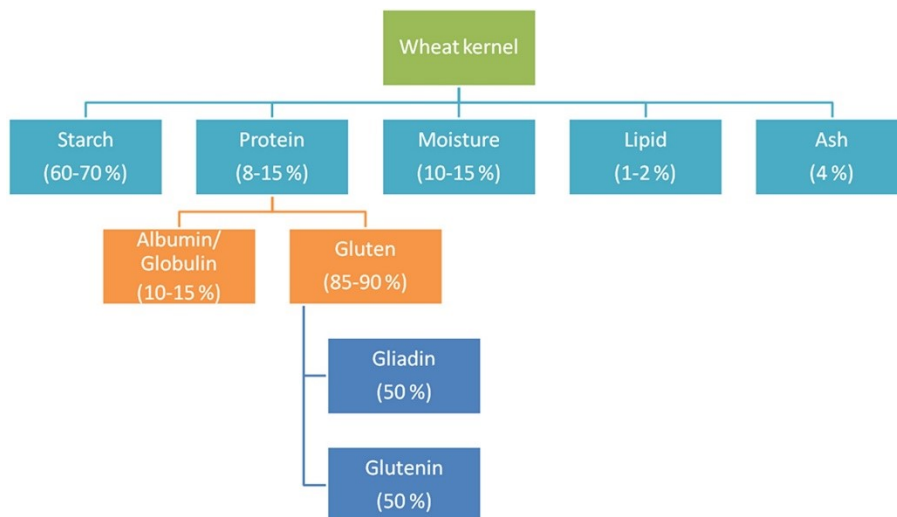 Wheat kernel
Starch
(60-70 %)
Protein
(8-15 %)
Moisture
(10-15 %)
Lipid
(1-2 %)
Ash
(4 %)
Albumin/
Globulin
(10-15 %)
Gluten
(85-90 %)
Gliadin
(50 %)
Glutenin
(50 %)